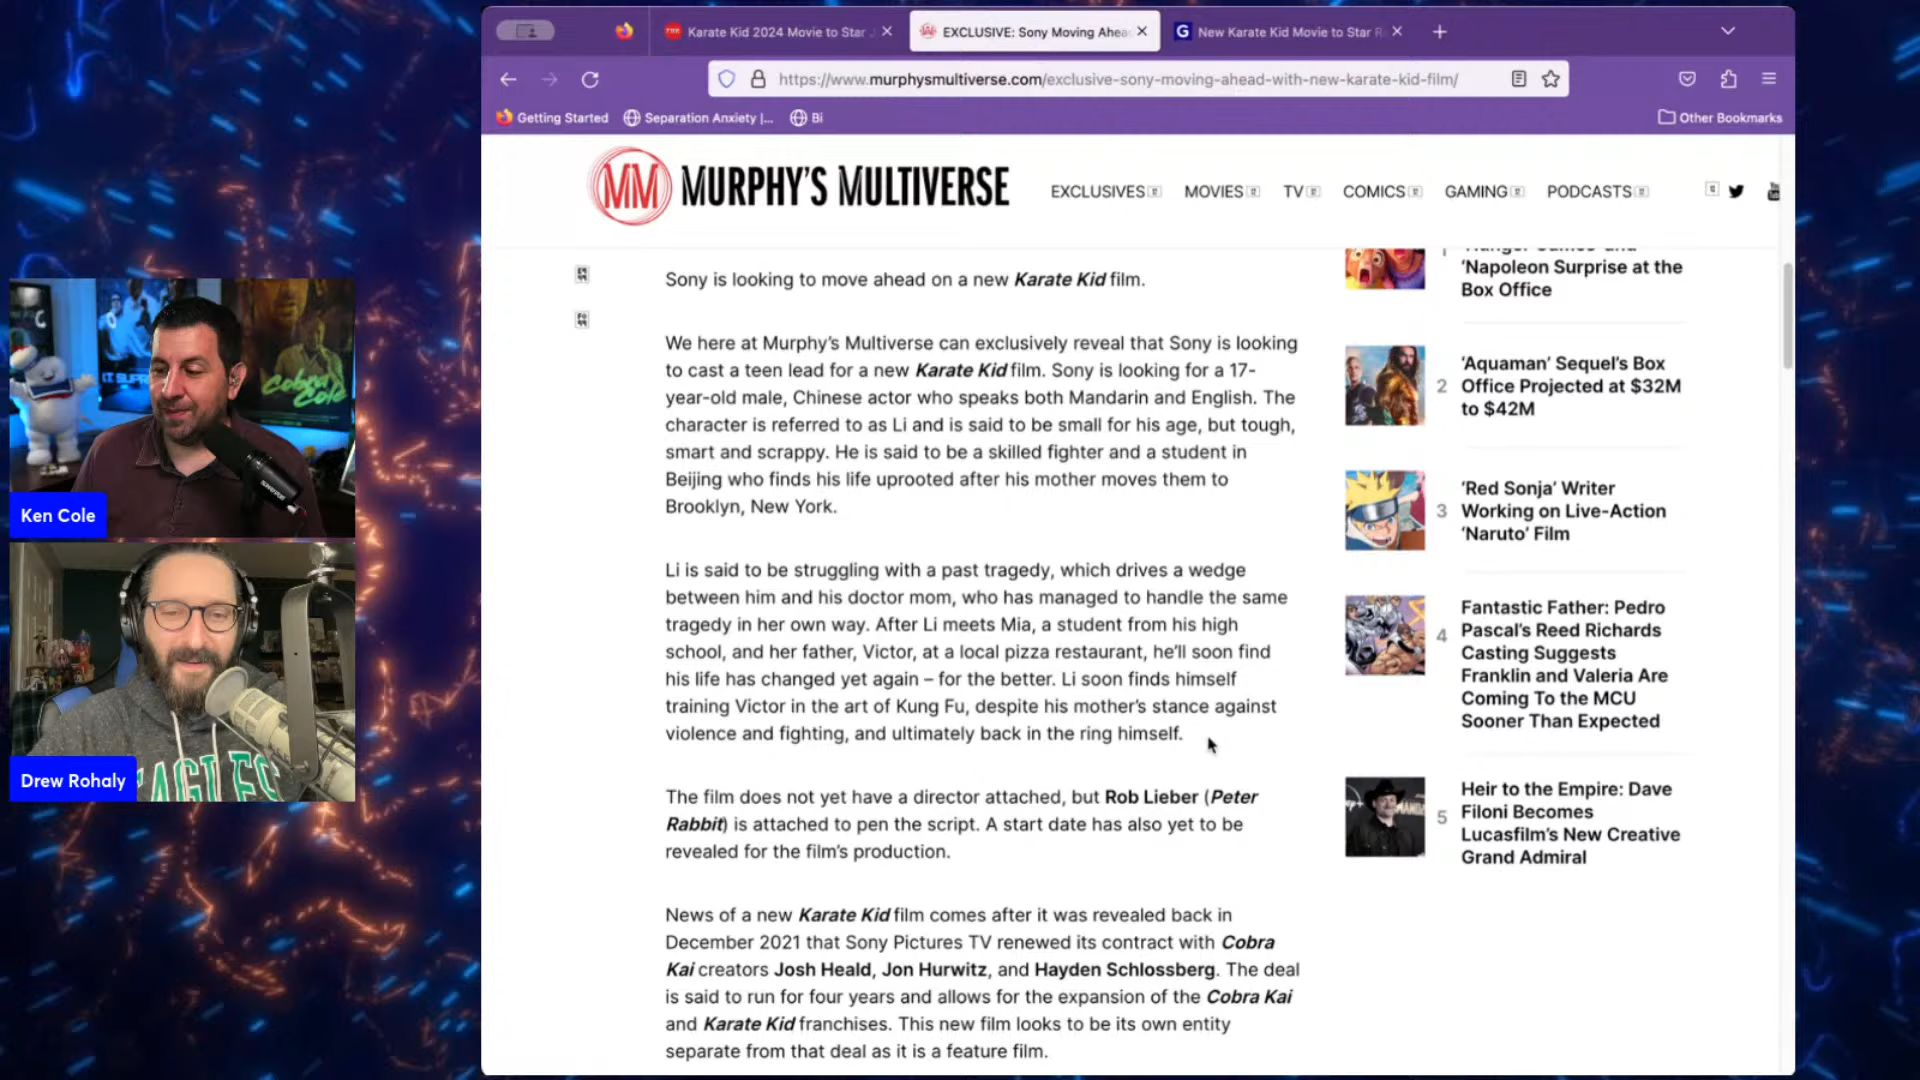 Karate Kid 2024 Movie to Star
EXCLUSIVE: Sony Moving Ahea
New Karate Kid Movie to Star R
https://www.murphysmultiverse.com/exclusive-sony-moving-ahead-with-new-karate-kid-film/
Getting Started
Separation Anxiety |...
Bi
Other Bookmarks
MM MURPHY'S MULTIVERSE
EXCLUSIVES
MOVIES
TV
COMICS
GAMING
PODCASTS
Sony is looking to move ahead on a new Karate Kid film.
We here at Murphy's Multiverse can exclusively reveal that Sony is looking
to cast a teen lead for a new Karate Kid film. Sony is looking for a 17-
year-old male, Chinese actor who speaks both Mandarin and English. The
character is referred to as Li and is said to be small for his age, but tough,
smart and scrappy. He is said to be a skilled fighter and a student in
Beijing who finds his life uprooted after his mother moves them to
Brooklyn, New York.
Li is said to be struggling with a past tragedy, which drives a wedge
between him and his doctor mom, who has managed to handle the same
tragedy in her own way. After Li meets Mia, a student from his high
school, and her father, Victor, at a local pizza restaurant, he'll soon find
his life has changed yet again – for the better. Li soon finds himself
training Victor in the art of Kung Fu, despite his mother's stance against
violence and fighting, and ultimately back in the ring himself.
The film does not yet have a director attached, but Rob Lieber (Peter
Rabbit) is attached to pen the script. A start date has also yet to be
revealed for the film's production.
News of a new Karate Kid film comes after it was revealed back in
December 2021 that Sony Pictures TV renewed its contract with Cobra
Kai creators Josh Heald, Jon Hurwitz, and Hayden Schlossberg. The deal
is said to run for four years and allows for the expansion of the Cobra Kai
and Karate Kid franchises. This new film looks to be its own entity
separate from that deal as it is a feature film.
'Napoleon Surprise at the
Box Office
2
'Aquaman' Sequel's Box
Office Projected at $32M
to $42M
3
'Red Sonja' Writer
Working on Live-Action
'Naruto' Film
4
Fantastic Father: Pedro
Pascal's Reed Richards
Casting Suggests
Franklin and Valeria Are
Coming To the MCU
Sooner Than Expected
5
Heir to the Empire: Dave
Filoni Becomes
Lucasfilm's New Creative
Grand Admiral
Cobra
Ken Cole
Drew Rohaly